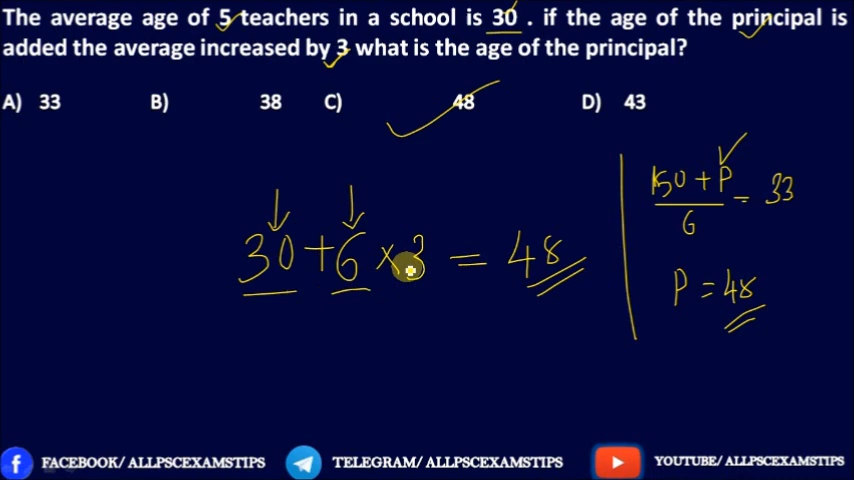 The average age of 5 teachers in a school is 30 . if the age of the principal is
added the average increased by 3 what is the age of the principal?
A) 33 B) 38 C) 48 D) 43
150 + P
6
= 33
30 + 6 × 3 = 48
P = 48
FACEBOOK/ ALLPSCEXAMSTIPS TELEGRAM/ ALLPSCEXAMSTIPS YOUTUBE/ ALLPSCEXAMSTIPS